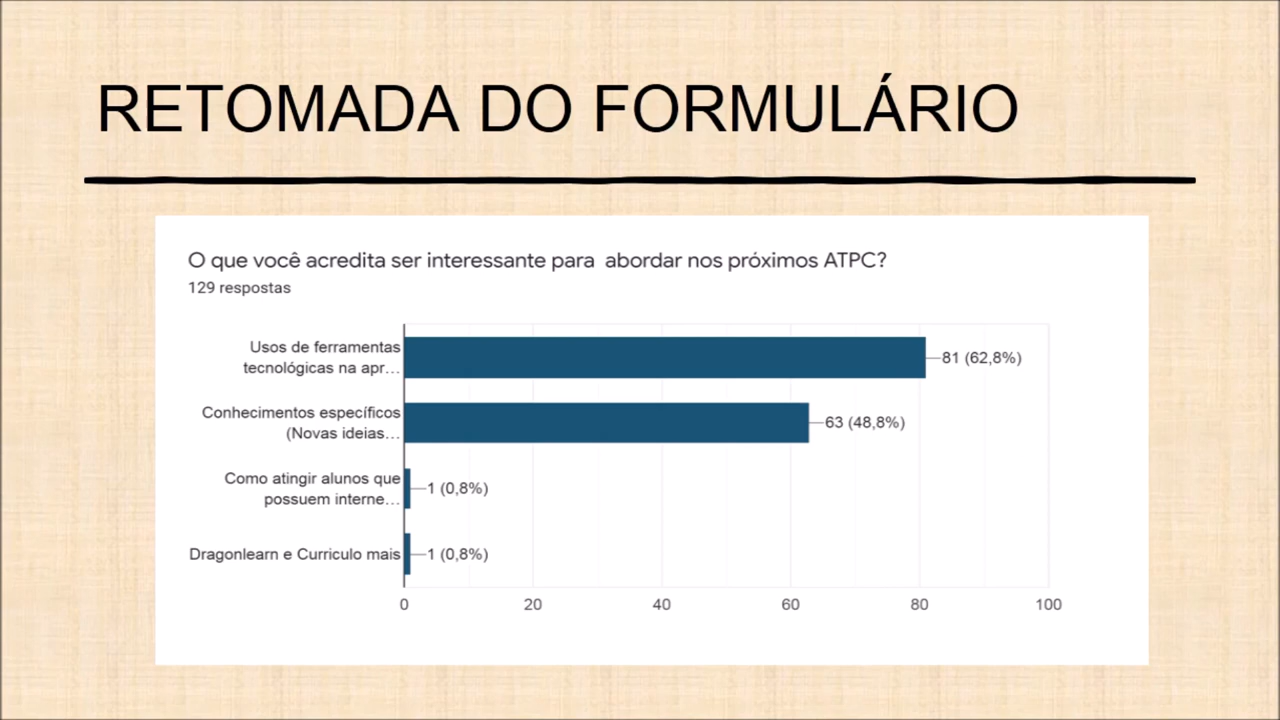 RETOMADA DO FORMULÁRIO
O que você acredita ser interessante para abordar nos próximos ATPC?
129 respostas
Usos de ferramentas
tecnológicas na apr…
81 (62,8%)
Conhecimentos específicos
(Novas ideias…
63 (48,8%)
Como atingir alunos que
possuem interne…
1 (0,8%)
Dragonlearn e Curriculo mais
1 (0,8%)
0 20 40 60 80 100